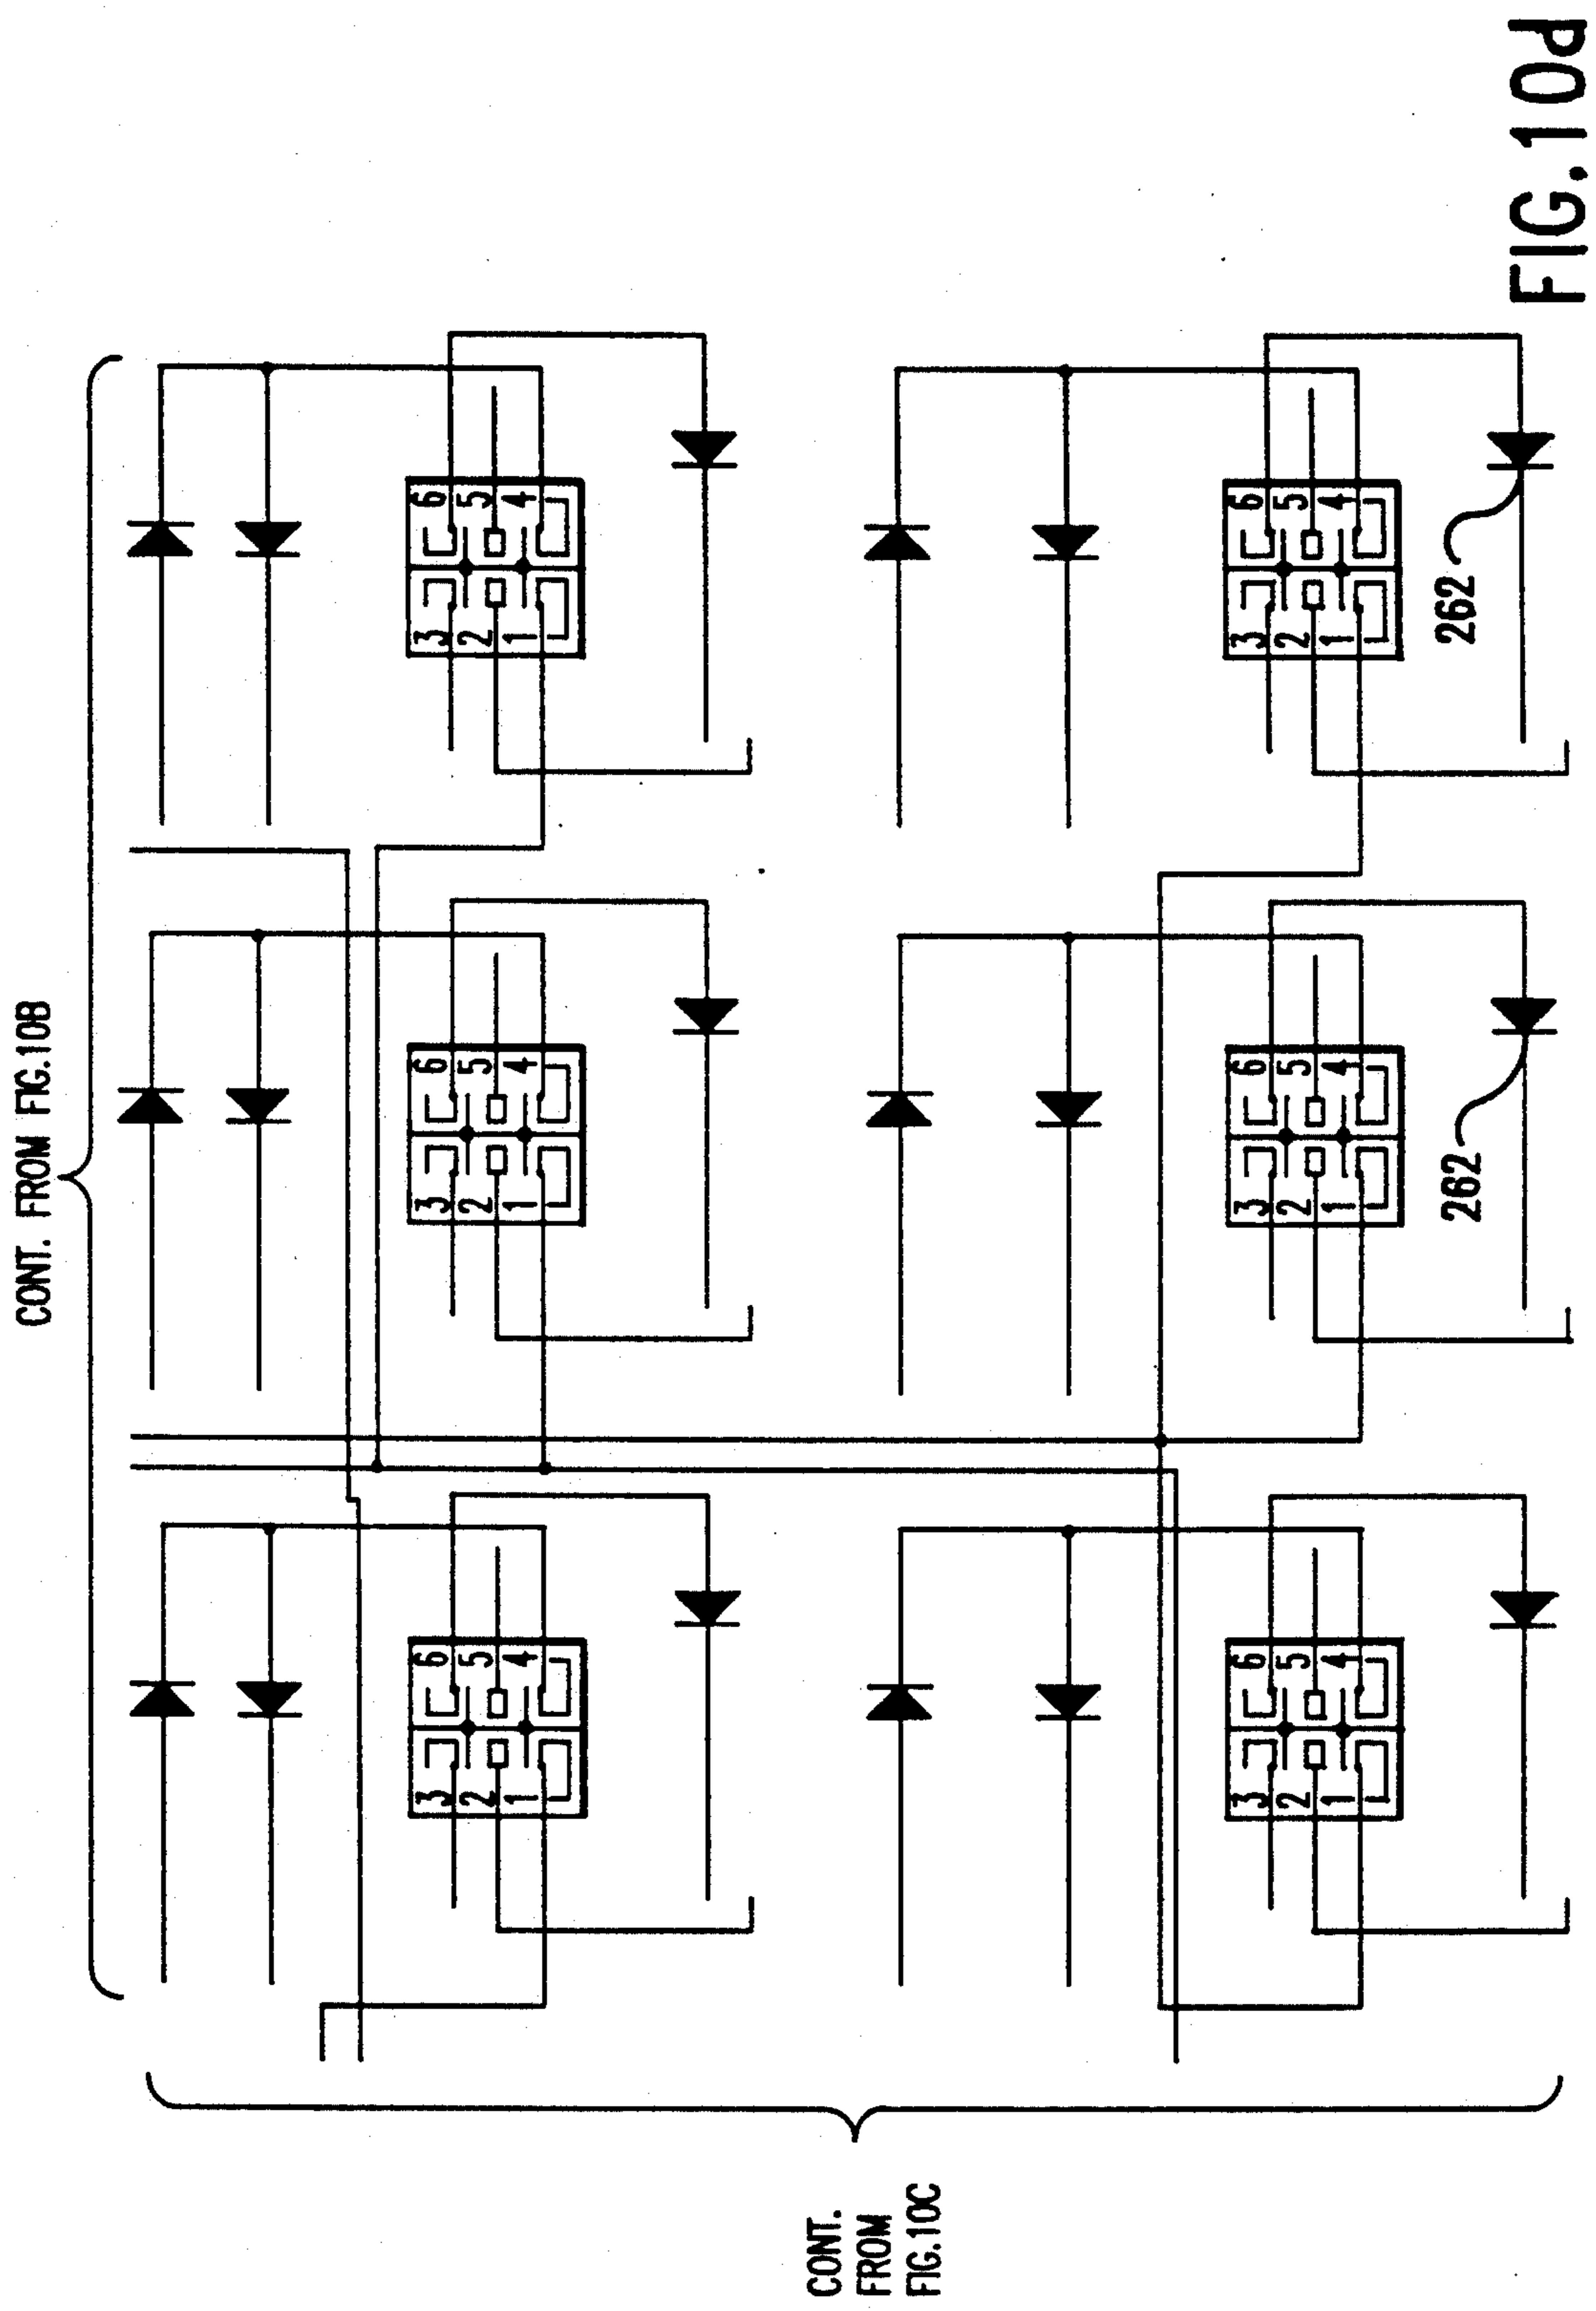 CONT. FROM FIG.10B
3 6 3 6 3 6
2 5 2 5 2 5
1 4 1 4 1 4
CONT.
FROM
FIG.10C
3 6 3 6 3 6
2 5 2 5 2 5
1 4 1 4 1 4
262 262
FIG.10d